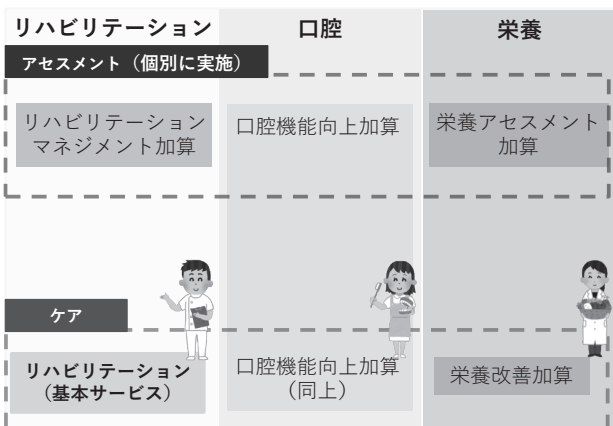 リハビリテーション
口腔
栄養
アセスメント（個別に実施）
リハビリテーション
マネジメント加算
口腔機能向上加算
栄養アセスメント
加算
ケア
リハビリテーション
（基本サービス）
口腔機能向上加算
（同上）
栄養改善加算